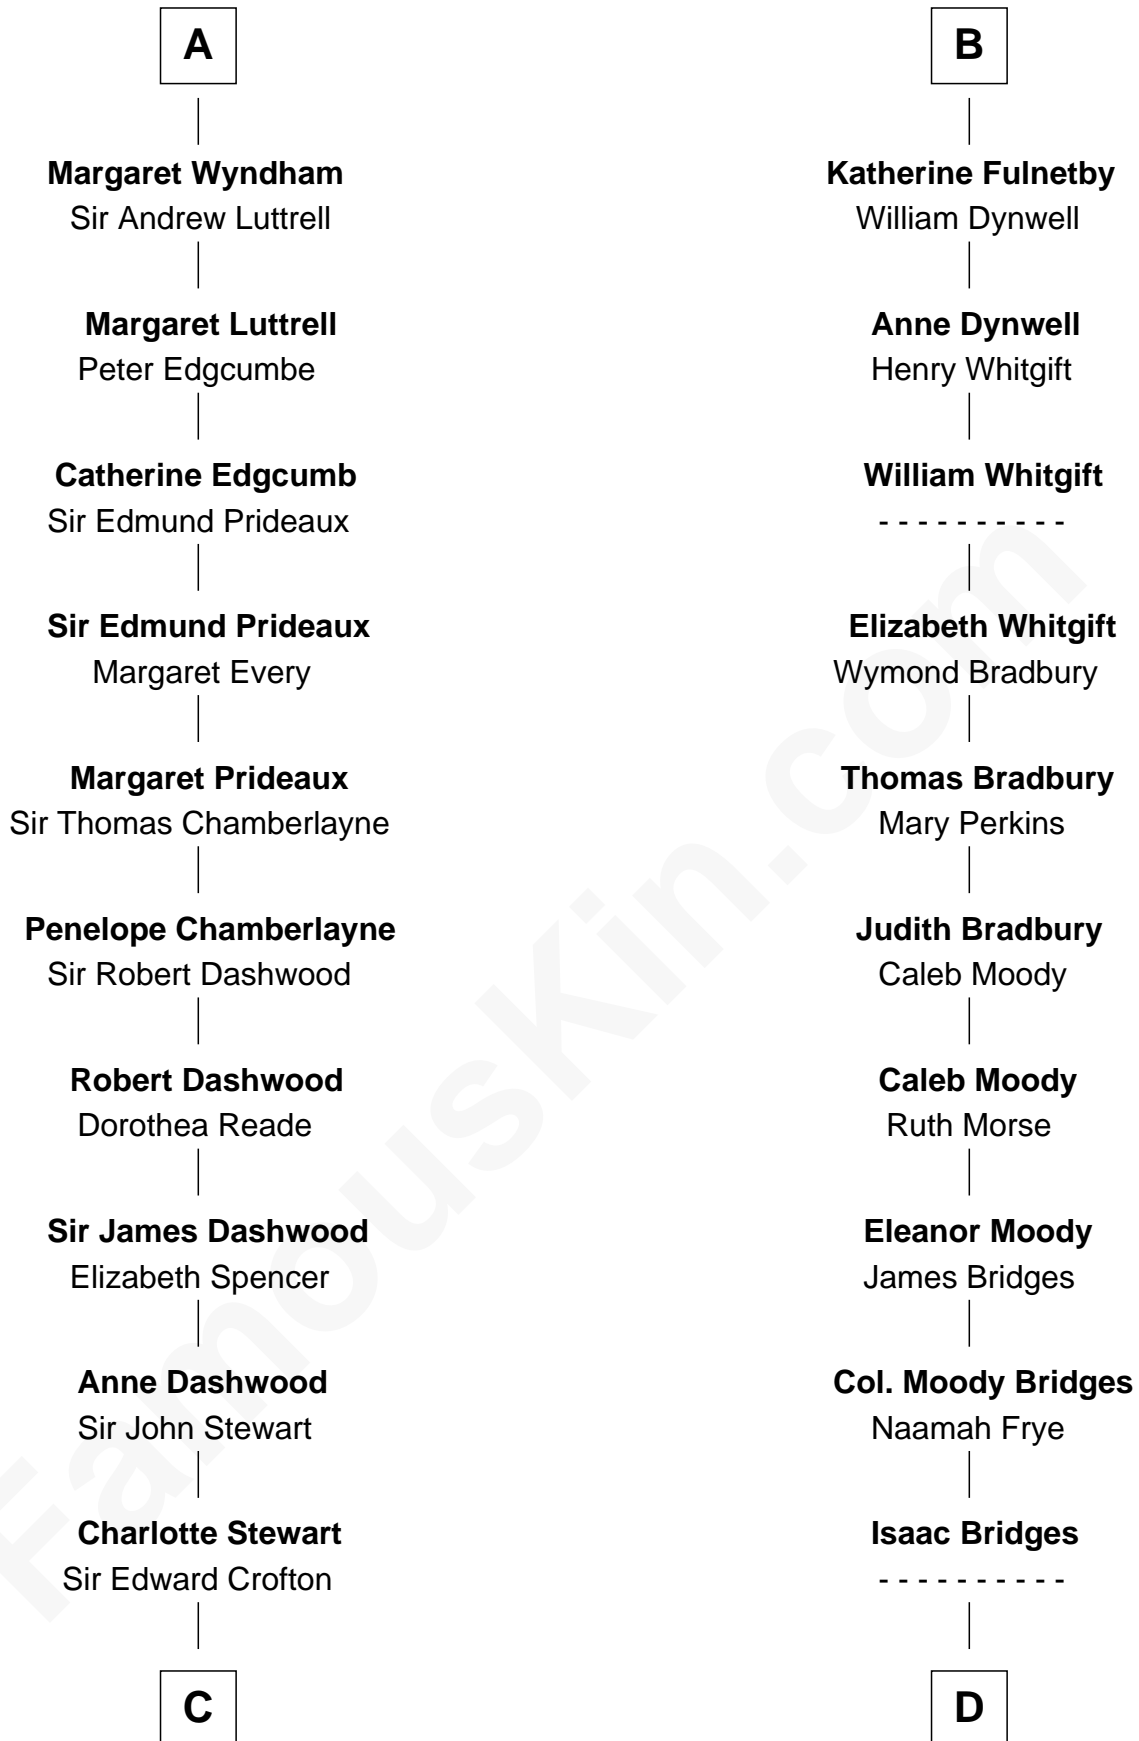 A
Margaret Wyndham
Sir Andrew Luttrell
Margaret Luttrell
Peter Edgcumbe
Catherine Edgcumb
Sir Edmund Prideaux
Sir Edmund Prideaux
Margaret Every
Margaret Prideaux
Sir Thomas Chamberlayne
Penelope Chamberlayne
Sir Robert Dashwood
Robert Dashwood
Dorothea Reade
Sir James Dashwood
Elizabeth Spencer
Anne Dashwood
Sir John Stewart
Charlotte Stewart
Sir Edward Crofton
C
B
Katherine Fulnetby
William Dynwell
Anne Dynwell
Henry Whitgift
William Whitgift
- - - - - - - - - -
Elizabeth Whitgift
Wymond Bradbury
Thomas Bradbury
Mary Perkins
Judith Bradbury
Caleb Moody
Caleb Moody
Ruth Morse
Eleanor Moody
James Bridges
Col. Moody Bridges
Naamah Frye
Isaac Bridges
- - - - - - - - - -
D
FamousKin.com